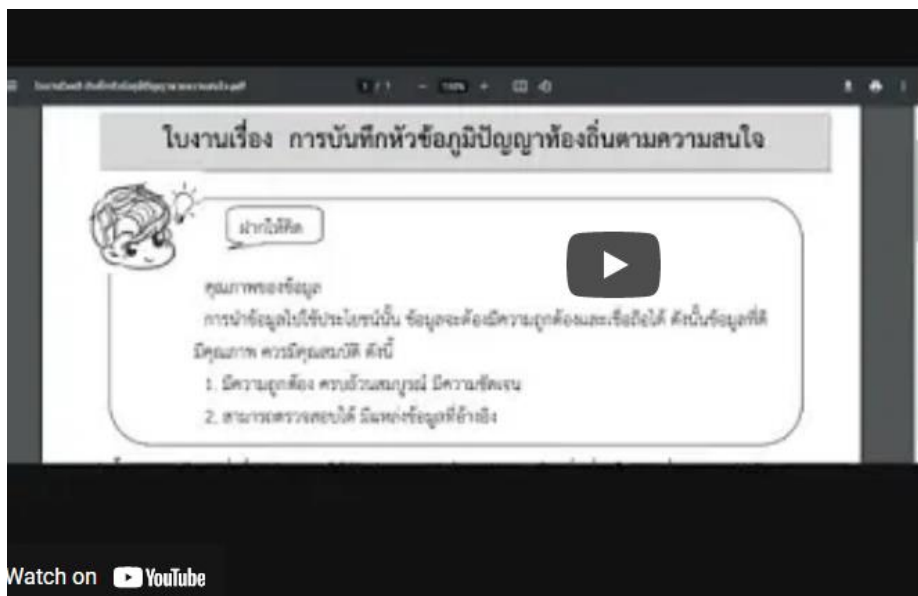 1 / 1 - 100% +
ใบงานเรื่อง การบันทึกหัวข้อภูมิปัญญาท้องถิ่นตามความสนใจ
ฝากให้คิด
คุณภาพของข้อมูล
การนำข้อมูลไปใช้ประโยชน์นั้น ข้อมูลจะต้องมีความถูกต้องและเชื่อถือได้ ดังนั้นข้อมูลที่ดี
มีคุณภาพ ควรมีคุณสมบัติ ดังนี้
1. มีความถูกต้อง ครบถ้วนสมบูรณ์ มีความชัดเจน
2. สามารถตรวจสอบได้ มีแหล่งข้อมูลที่อ้างอิง
Watch on YouTube